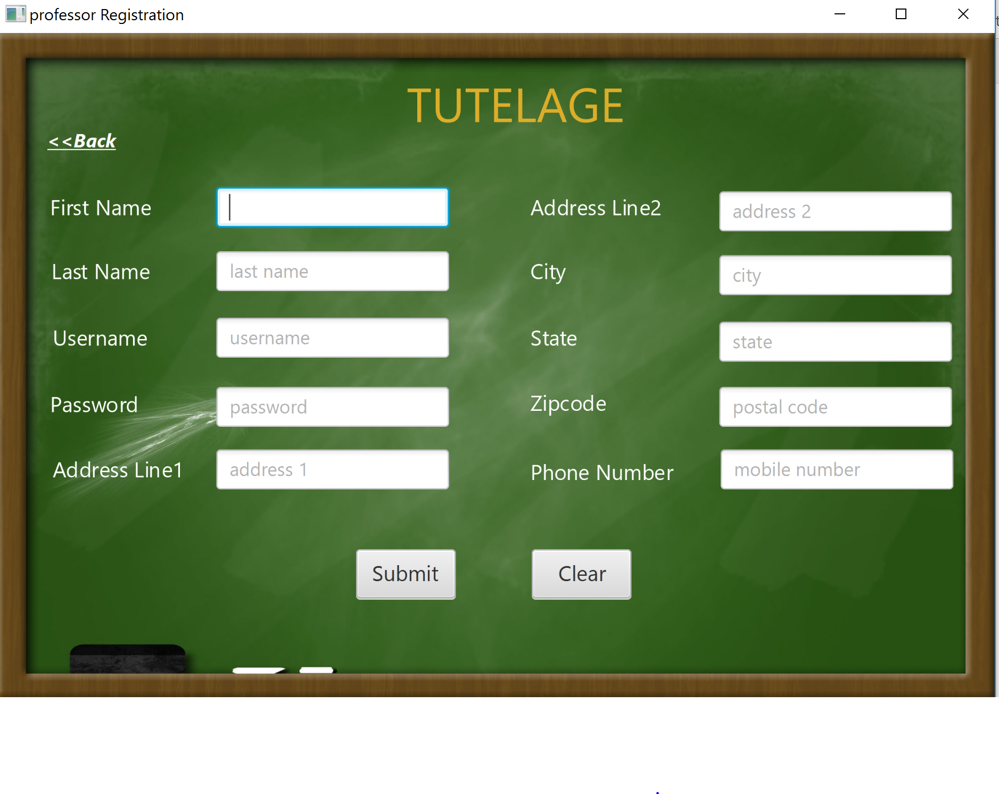 professor Registration
TUTELAGE
<<Back
First Name
Address Line2
address 2
Last Name
last name
City
city
Username
username
State
state
Password
password
Zipcode
postal code
Address Line1
address 1
Phone Number
mobile number
Submit
Clear